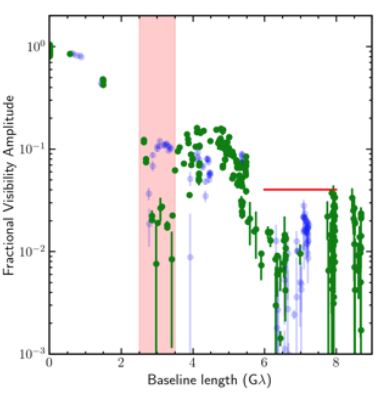 10⁰
10⁻¹
10⁻²
10⁻³
Fractional Visibility Amplitude
0 2 4 6 8
Baseline length (Gλ)